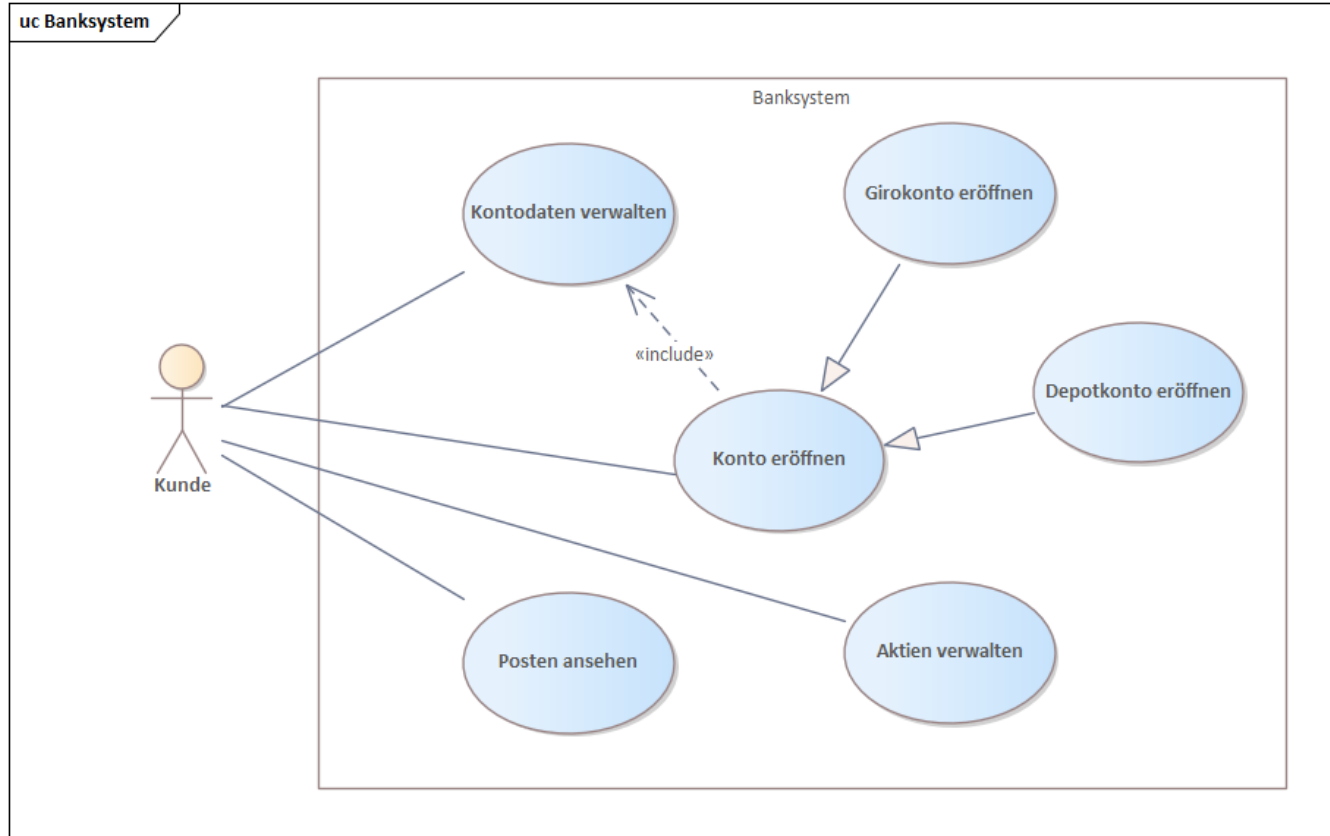 uc Banksystem
Banksystem
Girokonto eröffnen
Kontodaten verwalten
«include»
Depotkonto eröffnen
Konto eröffnen
Kunde
Aktien verwalten
Posten ansehen